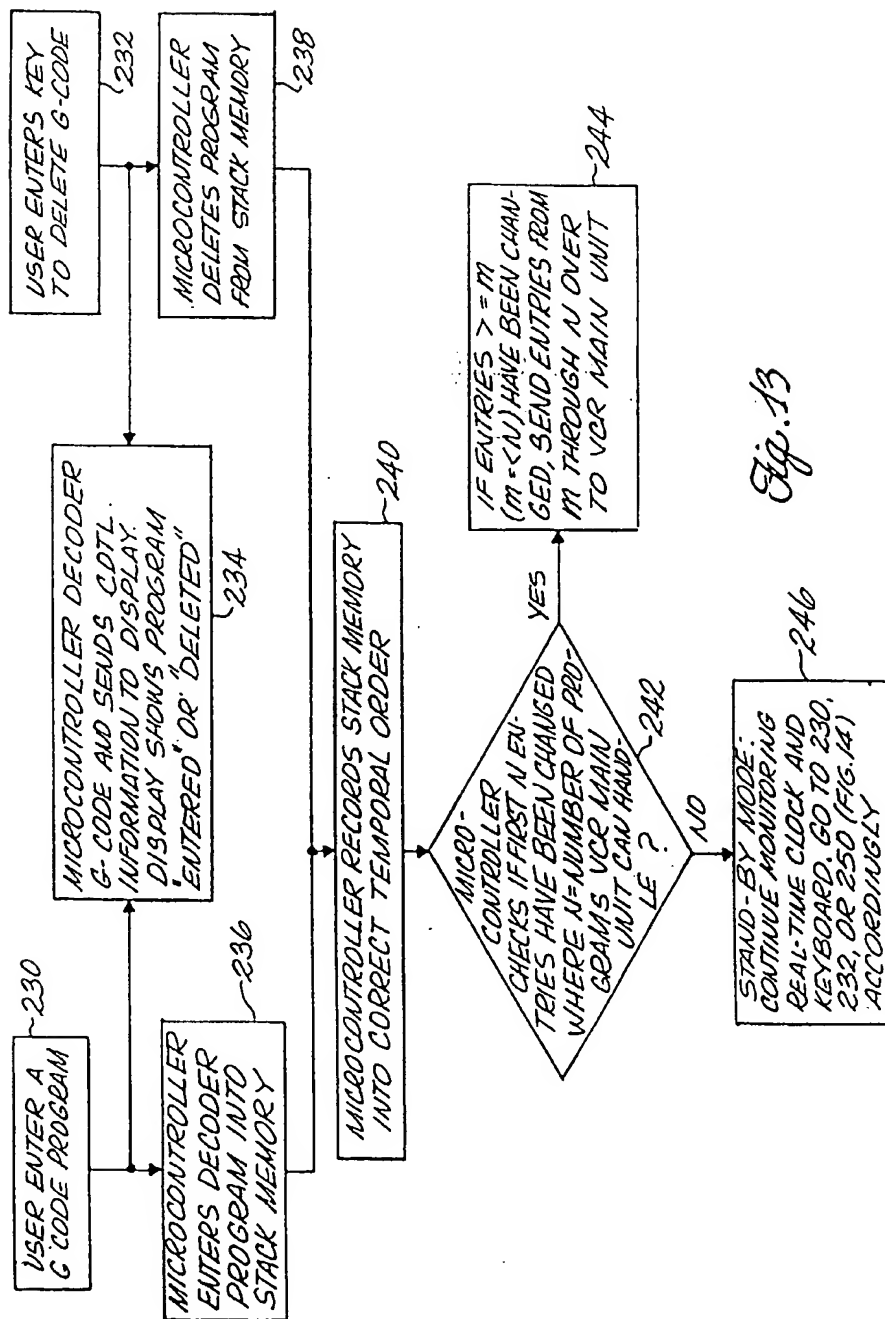 USER ENTER A
G CODE PROGRAM
230
USER ENTERS KEY
TO DELETE G-CODE
232
MICROCONTROLLER DECODER
G-CODE AND SENDS CDTL.
INFORMATION TO DISPLAY.
DISPLAY SHOWS PROGRAM
"ENTERED" OR "DELETED"
234
MICROCONTROLLER
ENTERS DECODER
PROGRAM INTO
STACK MEMORY
236
MICROCONTROLLER
DELETES PROGRAM
FROM STACK MEMORY
238
MICROCONTROLLER RECORDS STACK MEMORY
INTO CORRECT TEMPORAL ORDER
240
MICRO-
CONTROLLER
CHECKS IF FIRST N EN-
TRIES HAVE BEEN CHANGED
WHERE N=NUMBER OF PRO-
GRAMS VCR MAIN
UNIT CAN HAND-
LE ?
242
YES
IF ENTRIES >=m
(m=<N) HAVE BEEN CHAN-
GED, SEND ENTRIES FROM
m THROUGH N OVER
TO VCR MAIN UNIT
244
NO
STAND-BY MODE:
CONTINUE MONITORING
REAL-TIME CLOCK AND
KEYBOARD. GO TO 230,
232, OR 250 (FIG.14)
ACCORDINGLY
246
Fig. 13